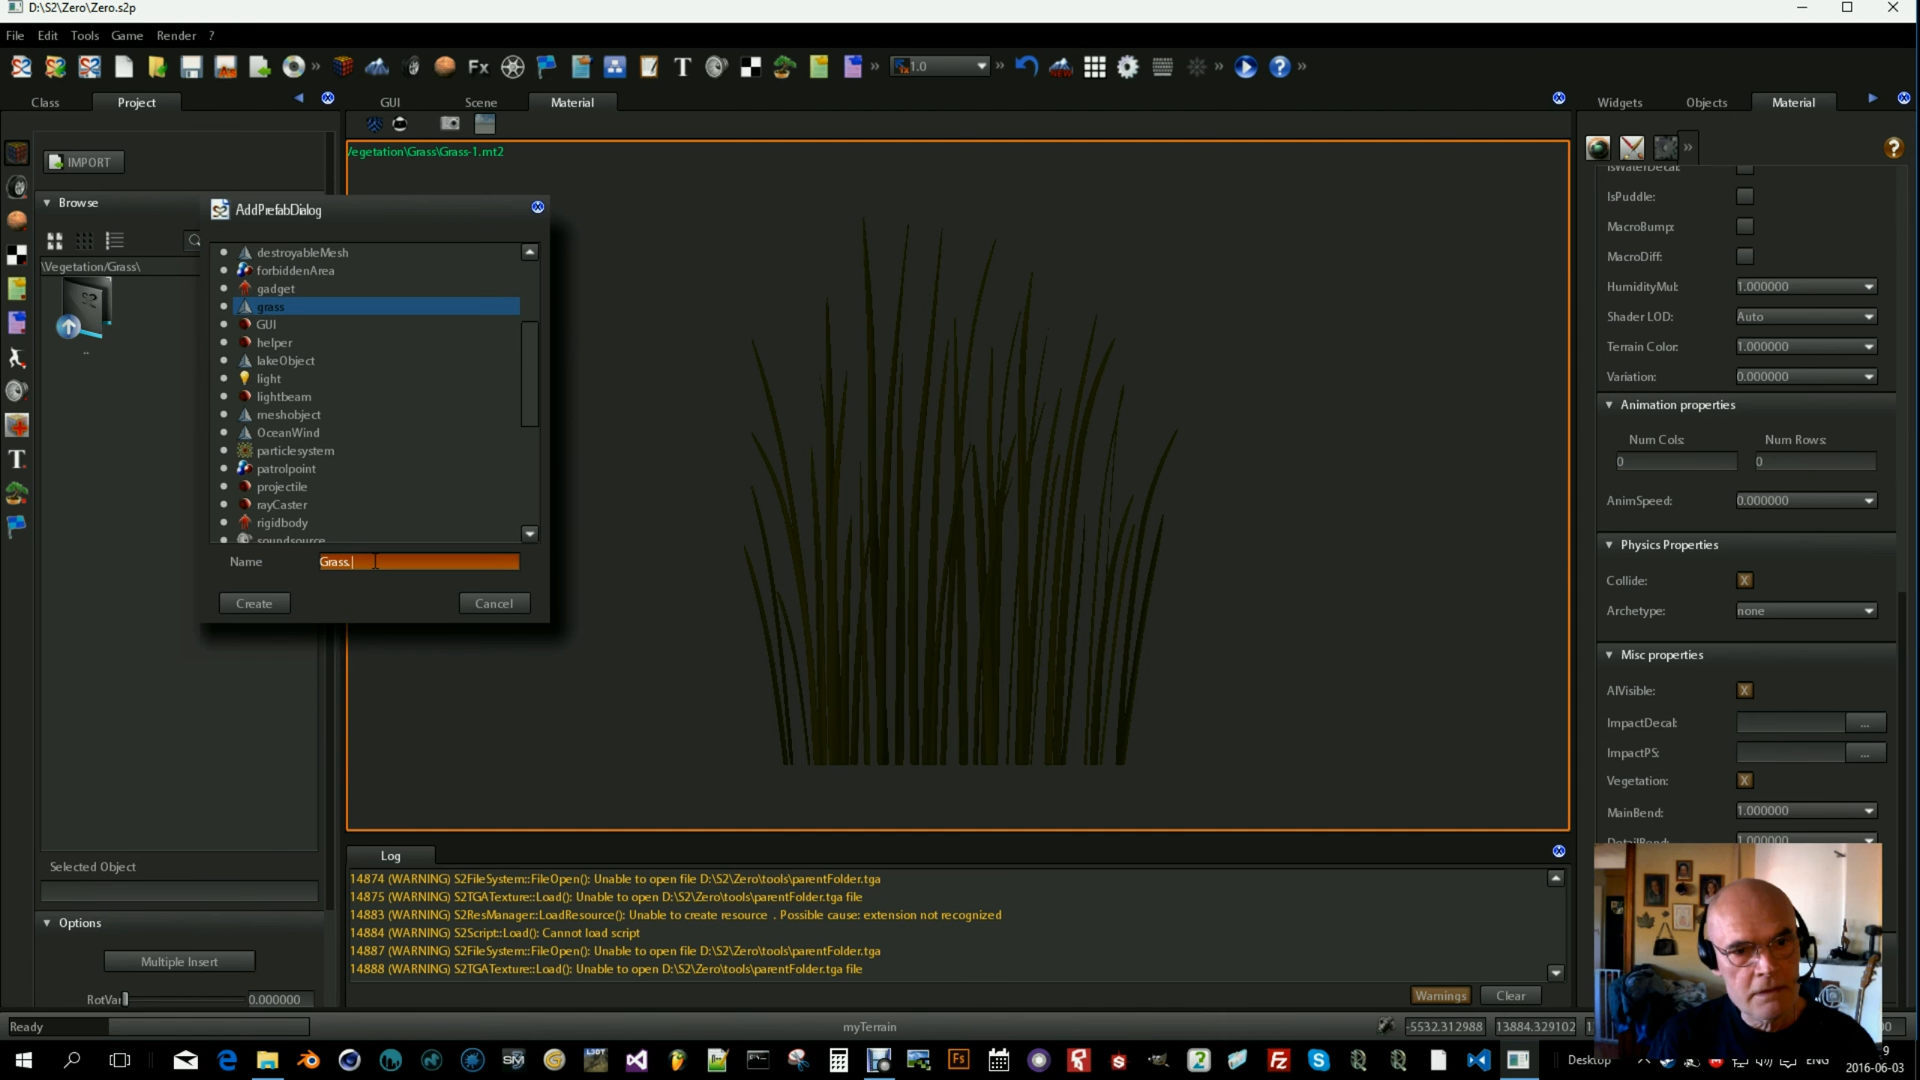 D:\S2\Zero\Zero.s2p
File Edit Tools Game Render ?
Fx T 1.0
Class Project GUI Scene Material Widgets Objects Material
IMPORT
Browse
\Vegetation/Grass\
..
/egetation\Grass\Grass-1.mt2
AddPrefabDialog
destroyableMesh
forbiddenArea
gadget
grass
GUI
helper
lakeObject
light
lightbeam
meshobject
OceanWind
particlesystem
patrolpoint
projectile
rayCaster
rigidbody
soundsource
Name Grass.
Create Cancel
Selected Object
Options
Multiple Insert
RotVar 0.000000
IsWaterDecal:
IsPuddle:
MacroBump:
MacroDiff:
HumidityMul: 1.000000
Shader LOD: Auto
Terrain Color: 1.000000
Variation: 0.000000
Animation properties
Num Cols: Num Rows:
0 0
AnimSpeed: 0.000000
Physics Properties
Collide: X
Archetype: none
Misc properties
AIVisible: X
ImpactDecal: ...
ImpactPS: ...
Vegetation: X
MainBend: 1.000000
DetailBend: 1.000000
Log
14874 (WARNING) S2FileSystem::FileOpen(): Unable to open file D:\S2\Zero\tools\parentFolder.tga
14875 (WARNING) S2TGATexture::Load(): Unable to open D:\S2\Zero\tools\parentFolder.tga file
14883 (WARNING) S2ResManager::LoadResource(): Unable to create resource . Possible cause: extension not recognized
14884 (WARNING) S2Script::Load(): Cannot load script
14887 (WARNING) S2FileSystem::FileOpen(): Unable to open file D:\S2\Zero\tools\parentFolder.tga
14888 (WARNING) S2TGATexture::Load(): Unable to open D:\S2\Zero\tools\parentFolder.tga file
Warnings Clear
Ready myTerrain -5532.312988 13884.329102
Desktop ENG
2016-06-03